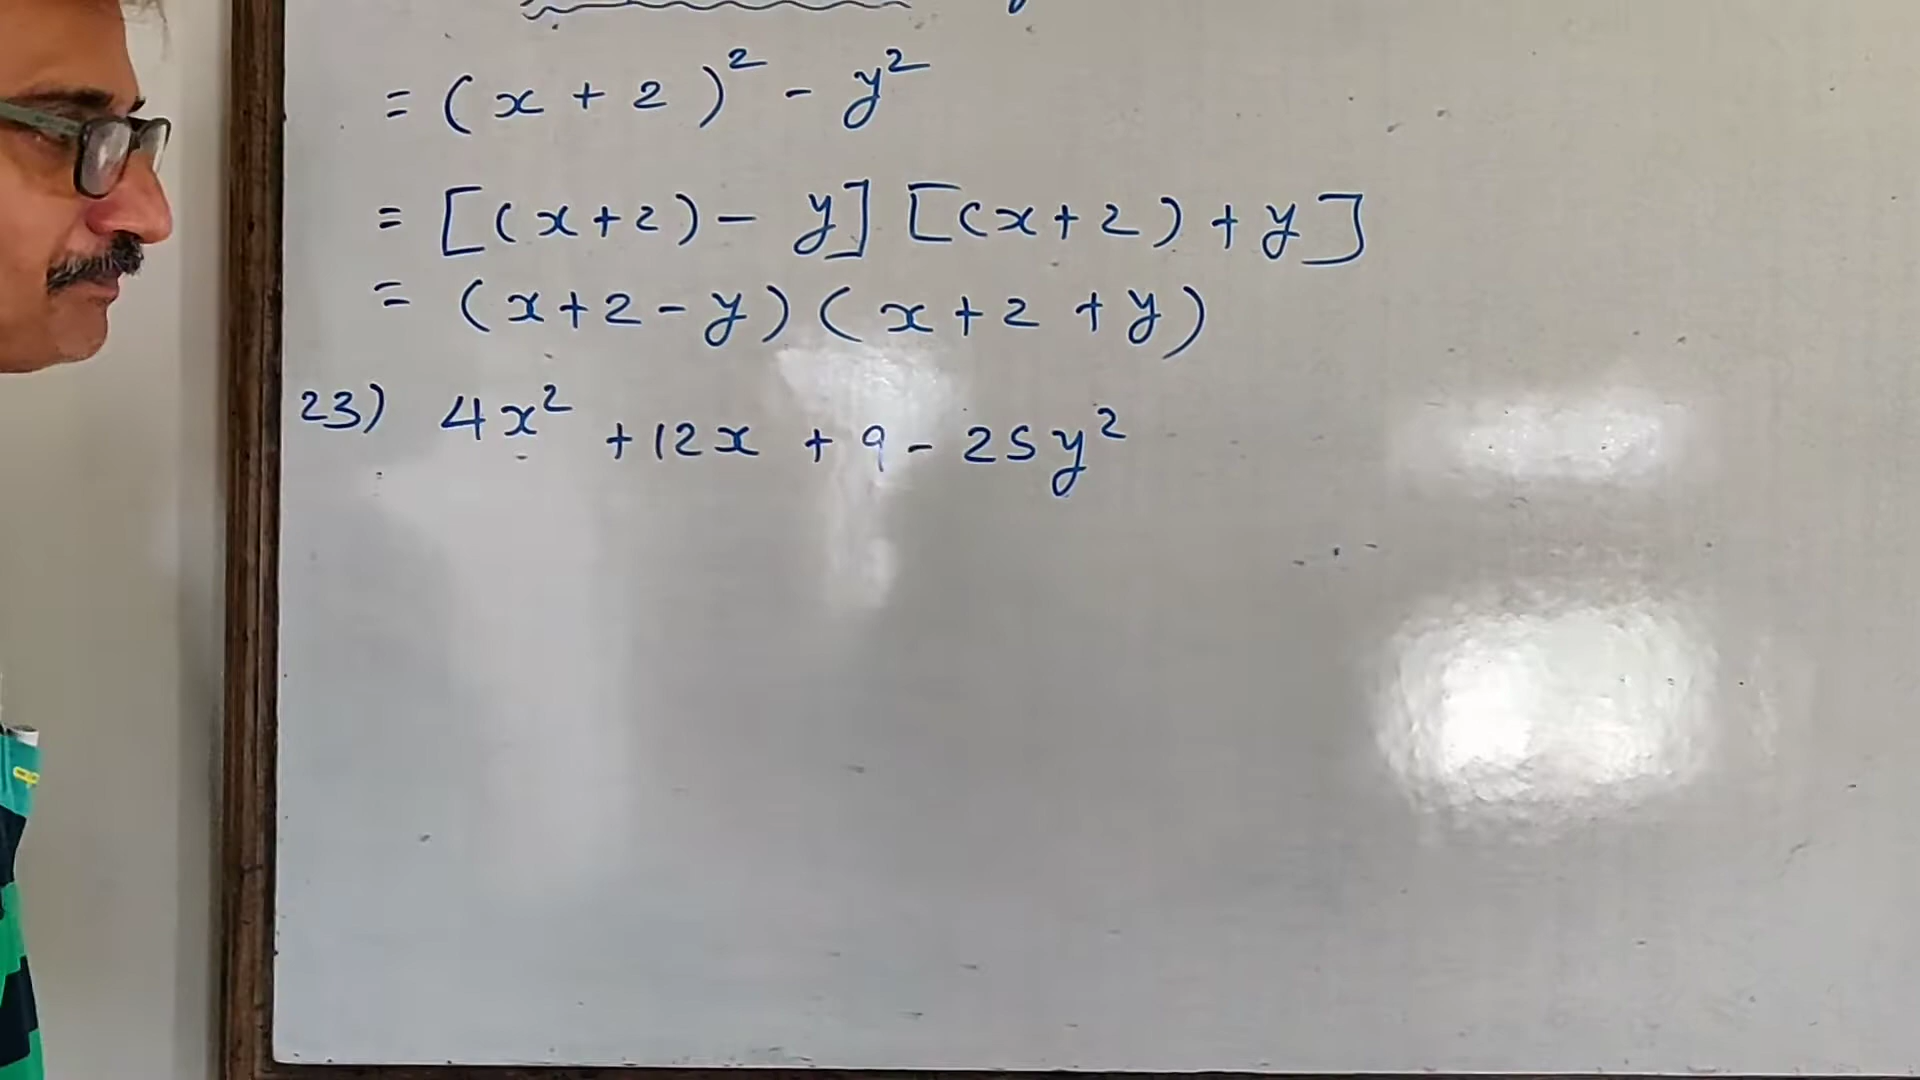 = (x + 2)² - y²
= [(x+2) - y] [(x+2) + y]
= (x+2-y) (x+2+y)
23) 4x² + 12x + 9 - 25y²